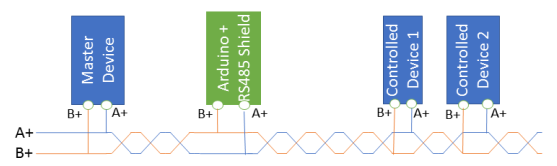 Master
Device
Arduino +
RS485 Shield
Controlled
Device 1
Controlled
Device 2
B+
A+
B+
A+
B+
A+
B+
A+
A+
B+